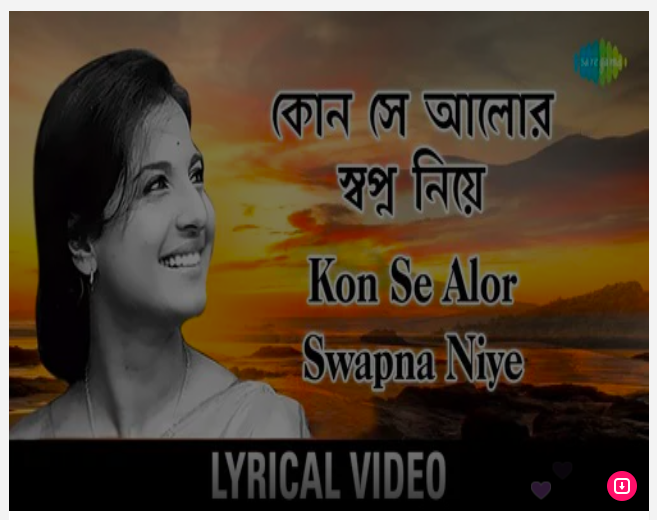 কোন সে আলোর
স্বপ্ন নিয়ে
Kon Se Alor
Swapna Niye
LYRICAL VIDEO